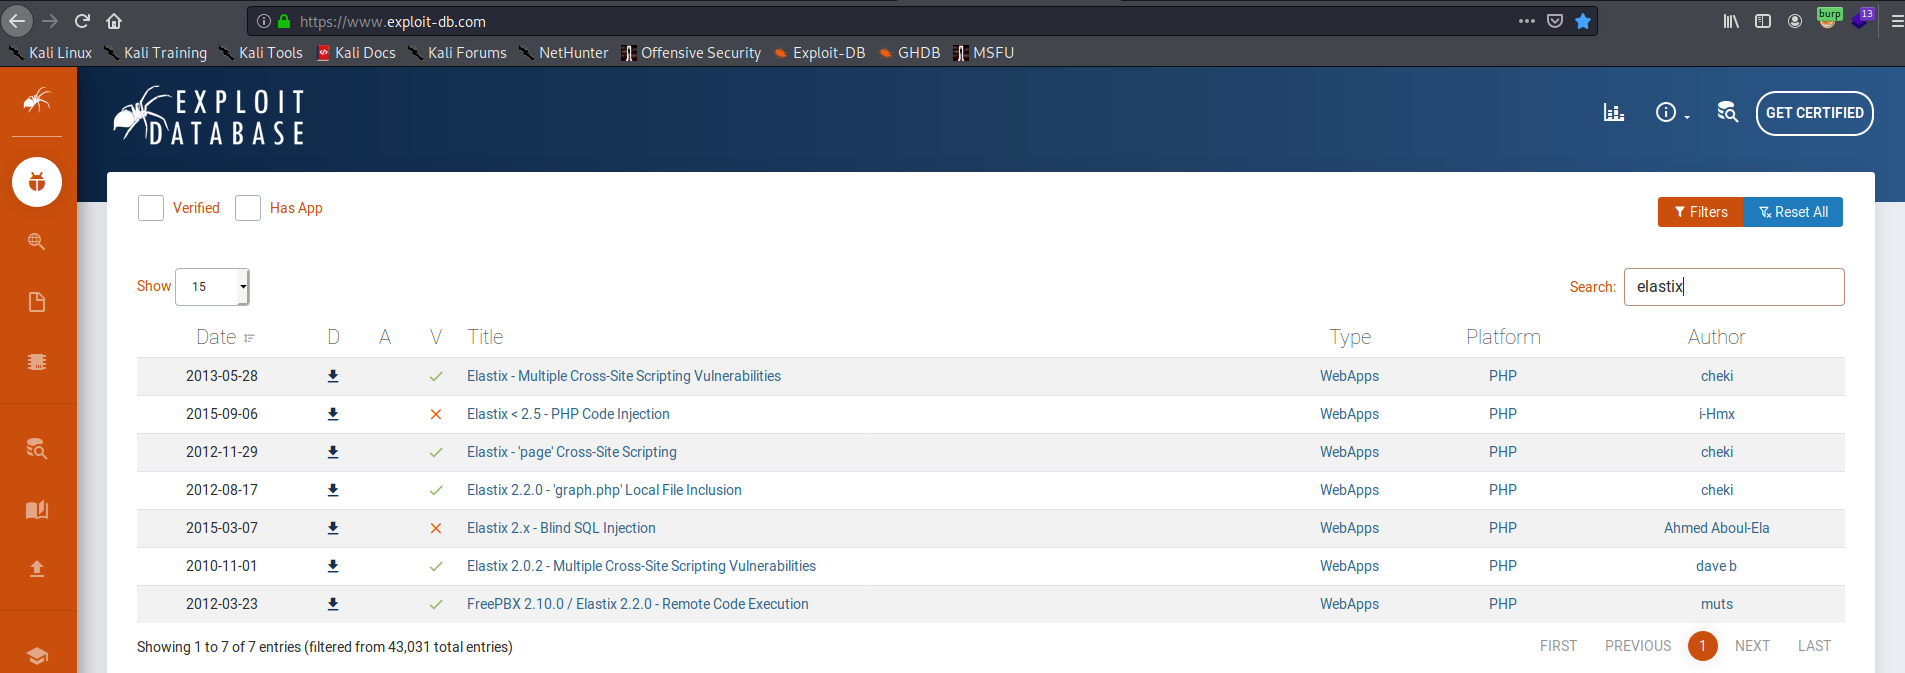 https://www.exploit-db.com
burp
13
Kali Linux Kali Training Kali Tools Kali Docs Kali Forums NetHunter Offensive Security Exploit-DB GHDB MSFU
EXPLOIT
DATABASE
GET CERTIFIED
Verified Has App
Filters Reset All
Show 15
Search: elastix
Date D A V Title Type Platform Author
2013-05-28 Elastix - Multiple Cross-Site Scripting Vulnerabilities WebApps PHP cheki
2015-09-06 Elastix < 2.5 - PHP Code Injection WebApps PHP i-Hmx
2012-11-29 Elastix - 'page' Cross-Site Scripting WebApps PHP cheki
2012-08-17 Elastix 2.2.0 - 'graph.php' Local File Inclusion WebApps PHP cheki
2015-03-07 Elastix 2.x - Blind SQL Injection WebApps PHP Ahmed Aboul-Ela
2010-11-01 Elastix 2.0.2 - Multiple Cross-Site Scripting Vulnerabilities WebApps PHP dave b
2012-03-23 FreePBX 2.10.0 / Elastix 2.2.0 - Remote Code Execution WebApps PHP muts
Showing 1 to 7 of 7 entries (filtered from 43,031 total entries)
FIRST PREVIOUS 1 NEXT LAST